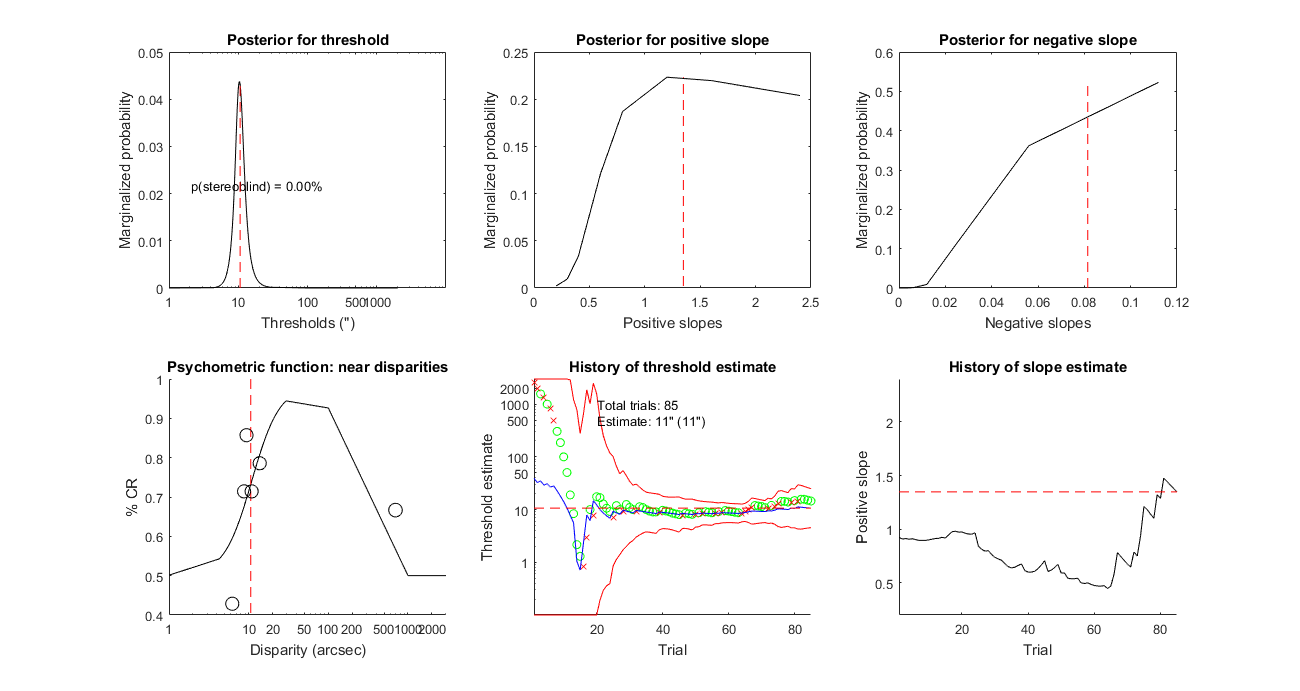 Posterior for threshold
Marginalized probability
0.05
0.04
0.03
0.02
0.01
0
p(stereoblind) = 0.00%
1 10 100 500 1000
Thresholds (")
Posterior for positive slope
Marginalized probability
0.25
0.2
0.15
0.1
0.05
0
0 0.5 1 1.5 2 2.5
Positive slopes
Posterior for negative slope
Marginalized probability
0.6
0.5
0.4
0.3
0.2
0.1
0
0 0.02 0.04 0.06 0.08 0.1 0.12
Negative slopes
Psychometric function: near disparities
% CR
1
0.9
0.8
0.7
0.6
0.5
0.4
1 10 20 50 100 200 500 1000 2000
Disparity (arcsec)
History of threshold estimate
Threshold estimate
2000
1000
500
100
50
10
1
Total trials: 85
Estimate: 11" (11")
20 40 60 80
Trial
History of slope estimate
Positive slope
2
1.5
1
0.5
20 40 60 80
Trial